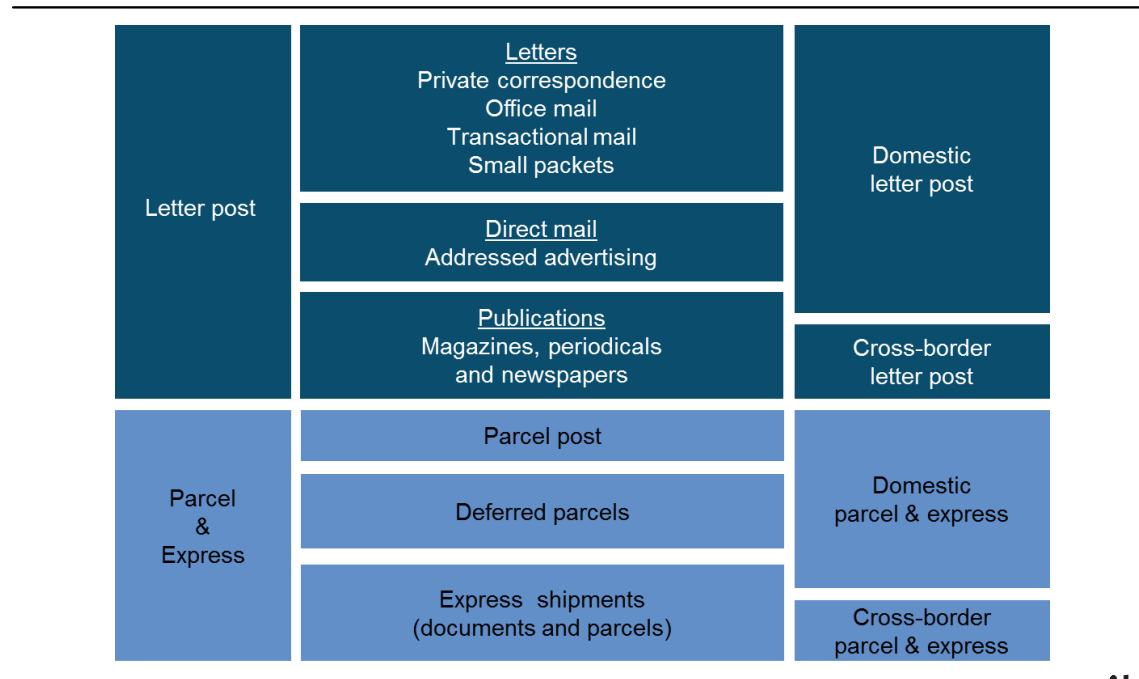 Letter post
Letters
Private correspondence
Office mail
Transactional mail
Small packets
Direct mail
Addressed advertising
Publications
Magazines, periodicals
and newspapers
Domestic
letter post
Cross-border
letter post
Parcel
&
Express
Parcel post
Deferred parcels
Express shipments
(documents and parcels)
Domestic
parcel & express
Cross-border
parcel & express